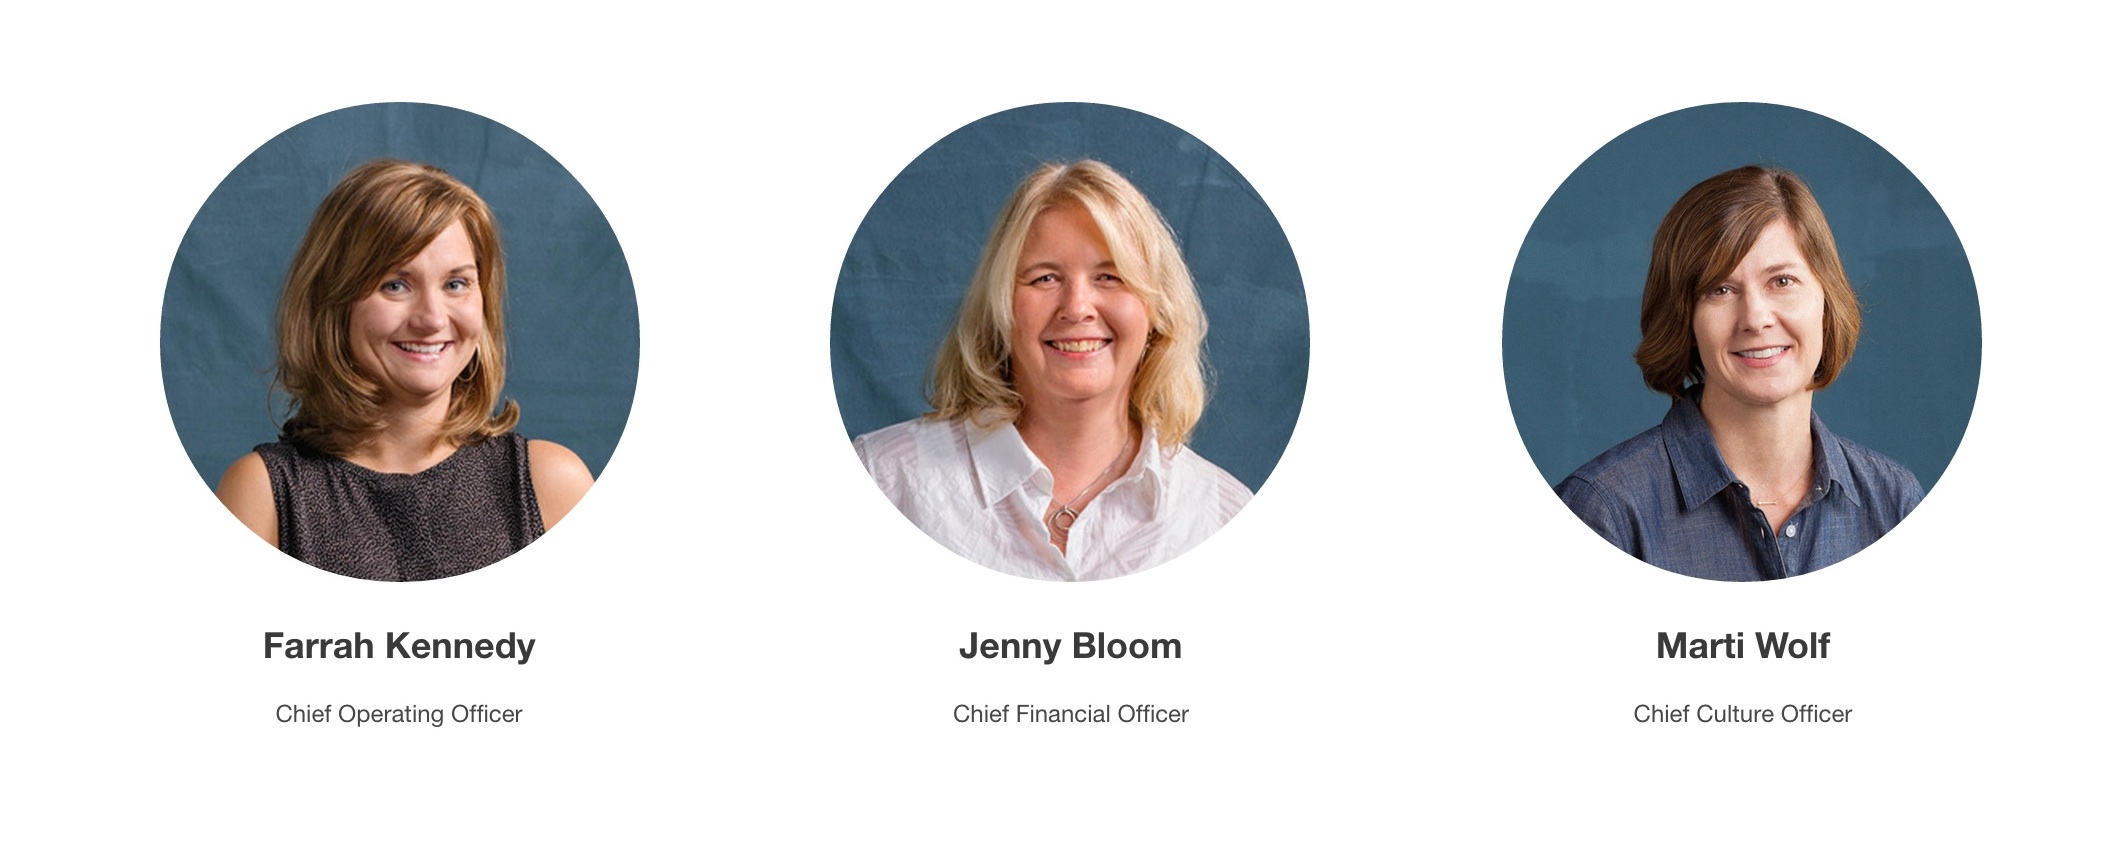 Farrah Kennedy
Chief Operating Officer
Jenny Bloom
Chief Financial Officer
Marti Wolf
Chief Culture Officer